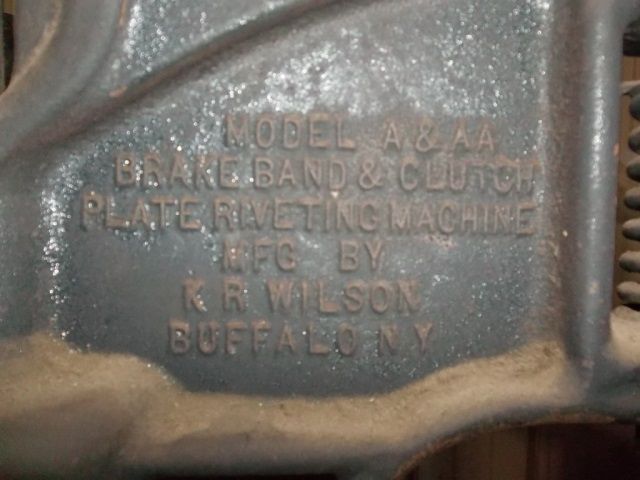 MODEL A & AA
BRAKE BAND & CLUTCH
PLATE RIVETING MACHINE
MFG BY
K R WILSON
BUFFALO N Y